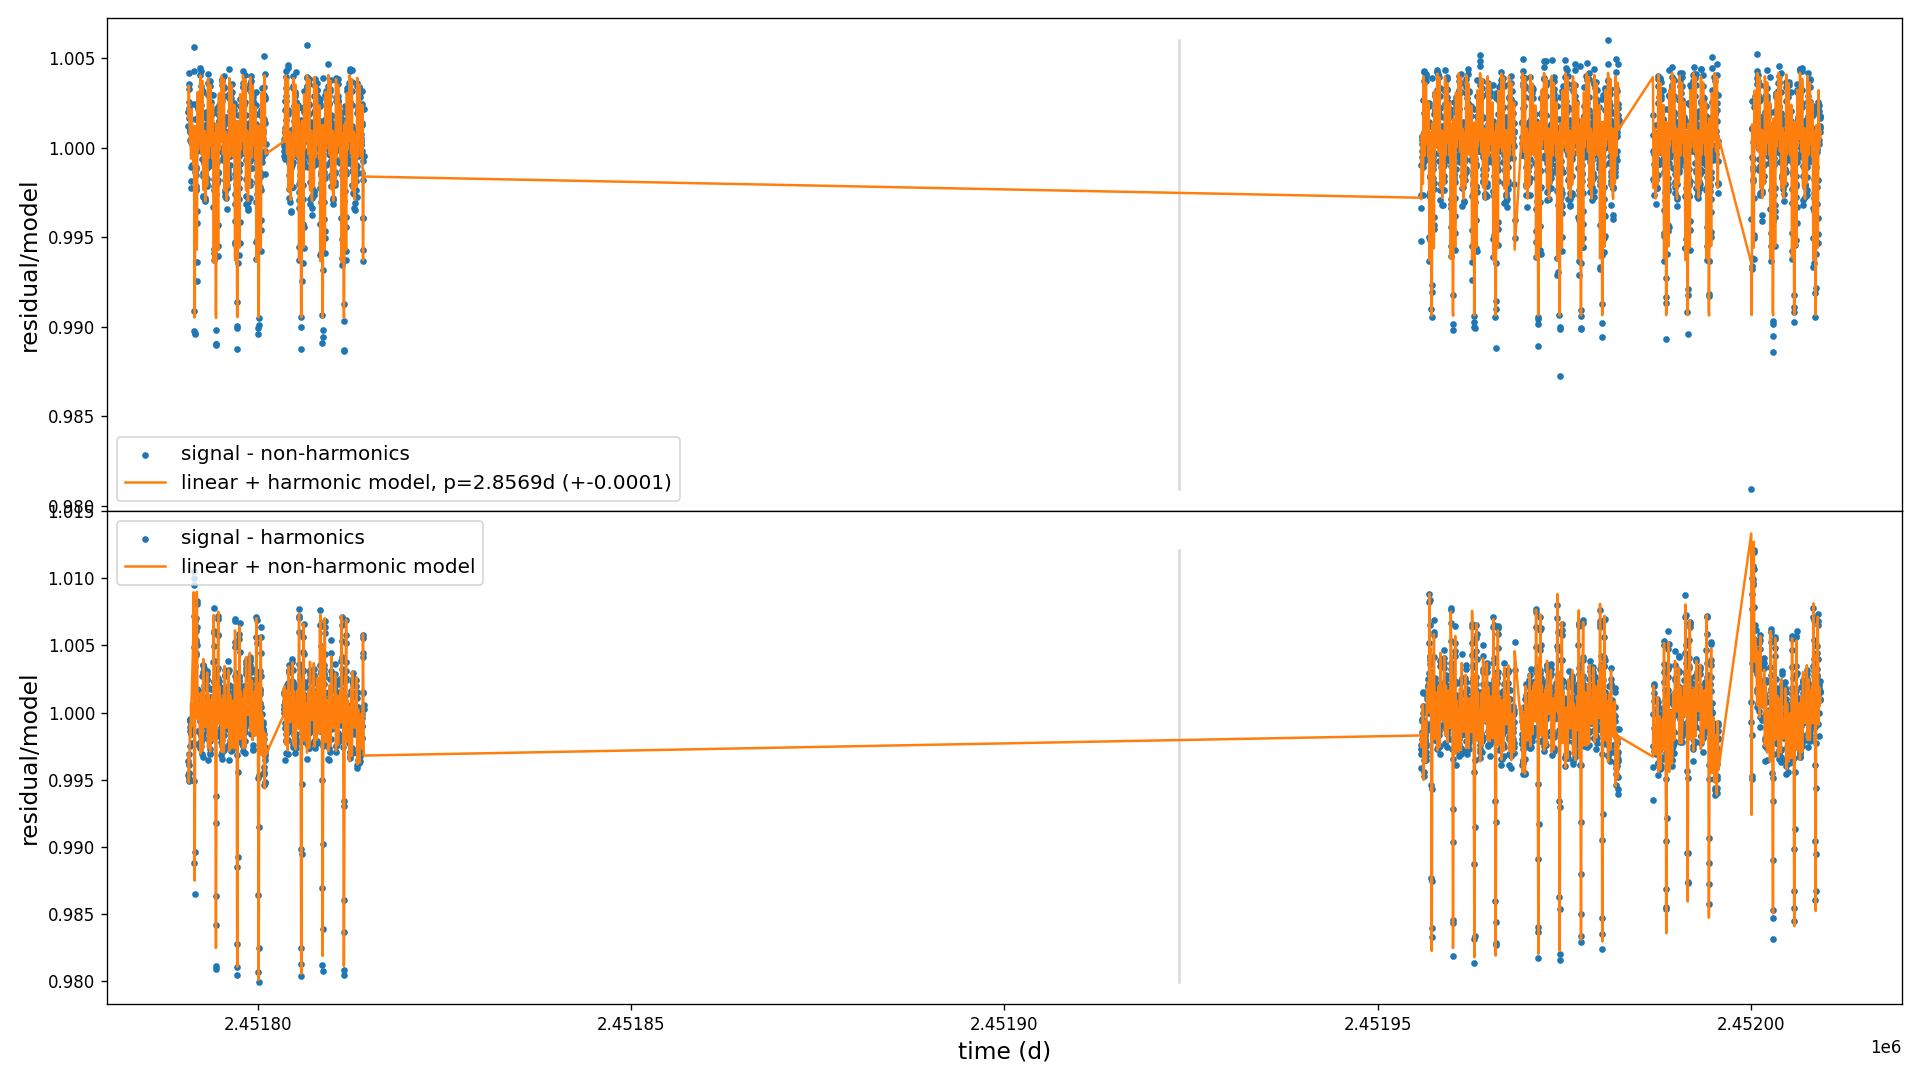 1.005
1.000
0.995
0.990
0.985
0.980
residual/model
signal - non-harmonics
linear + harmonic model, p=2.8569d (+-0.0001)
1.015
1.010
1.005
1.000
0.995
0.990
0.985
0.980
residual/model
signal - harmonics
linear + non-harmonic model
2.45180
2.45185
2.45190
2.45195
2.45200
time (d)
1e6